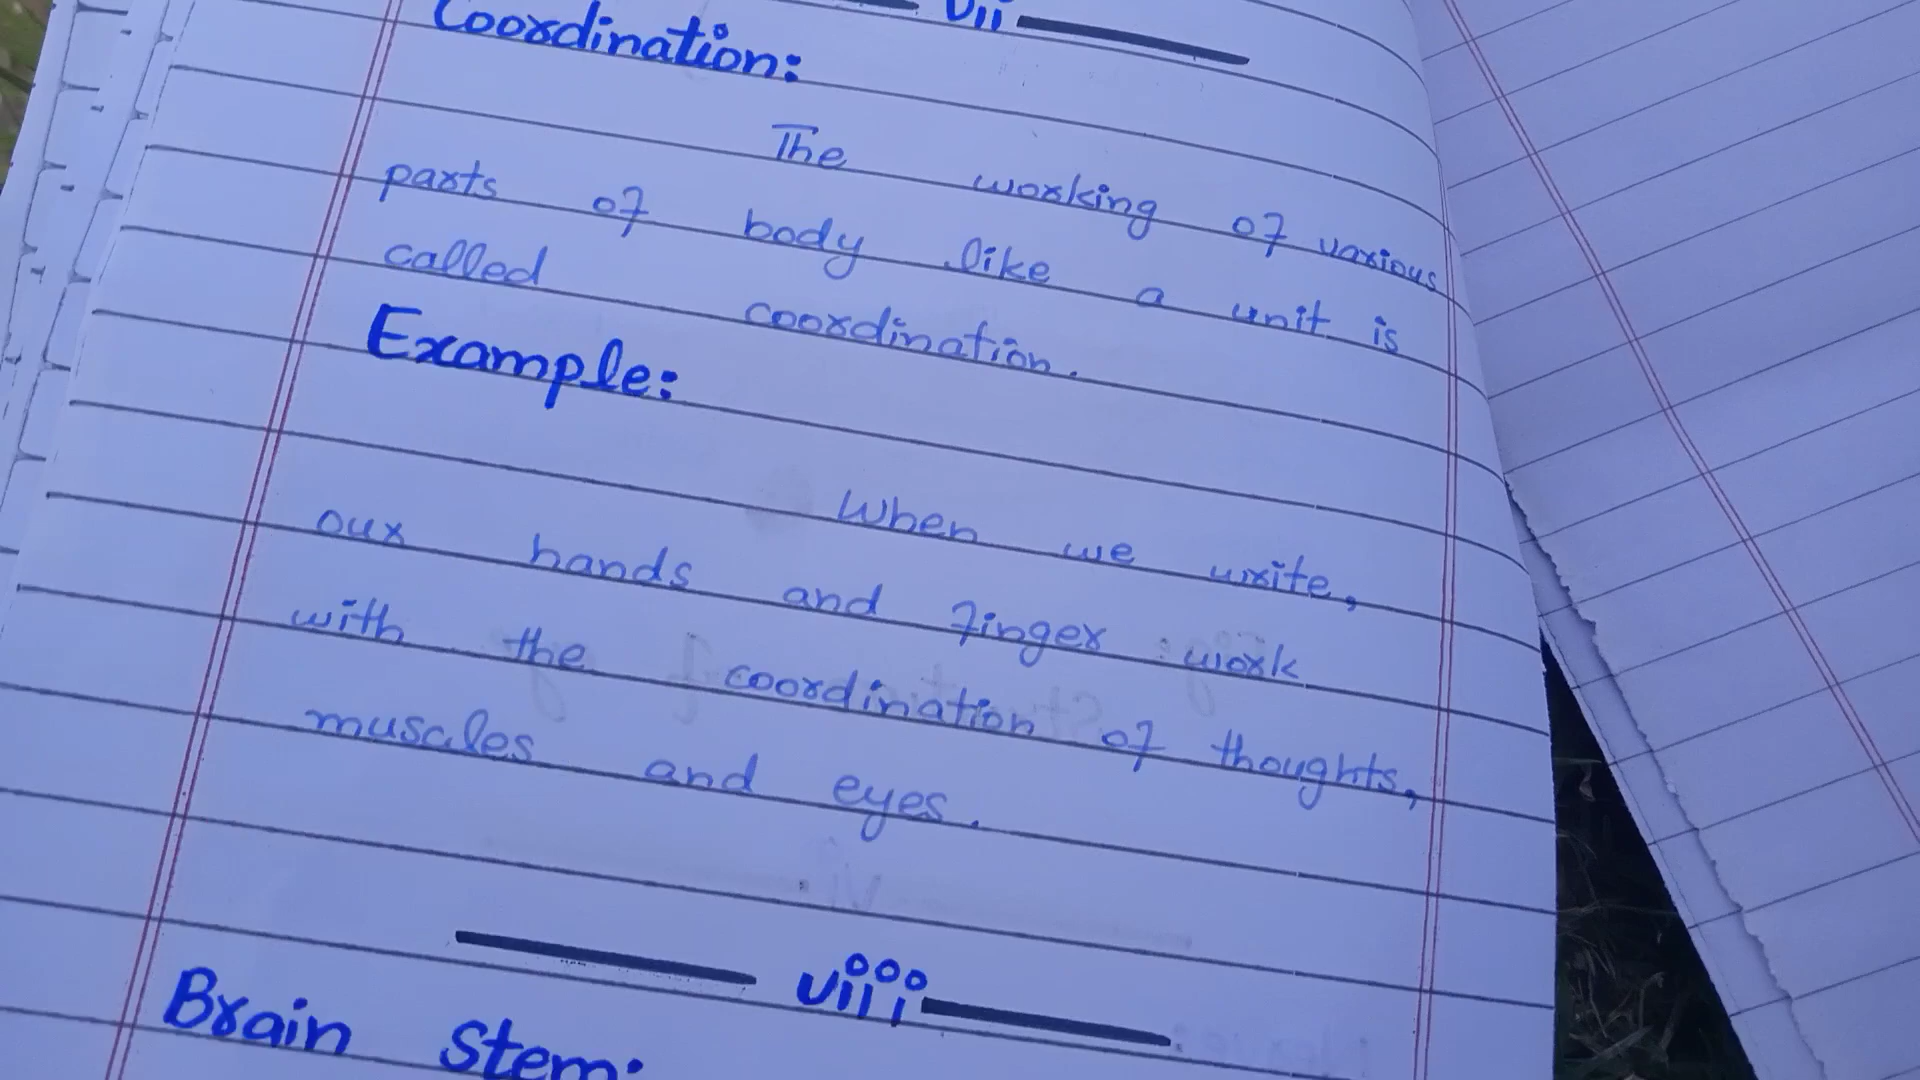 vii
Coordination:
The working of various
parts of body like a unit is
called coordination.
Example:
When we write,
our hands and finger work
with the coordination of thoughts,
muscales and eyes.
viii
Brain Stem: